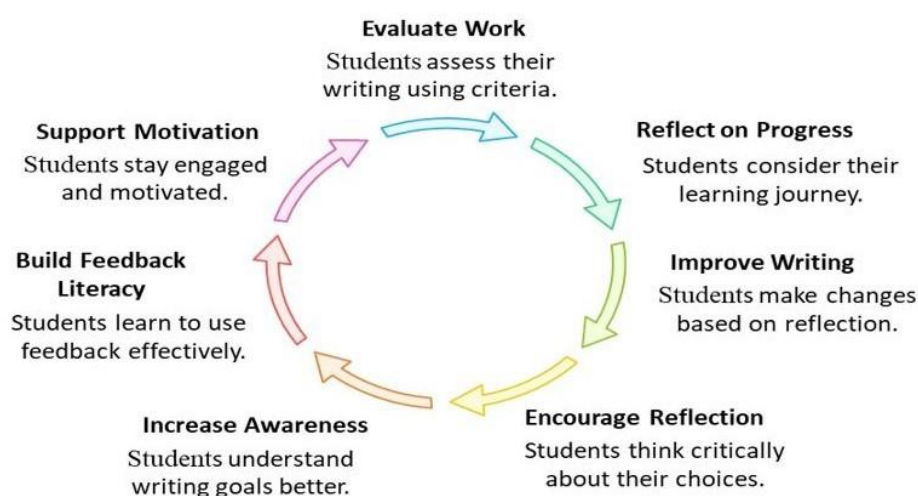 Evaluate Work
Students assess their
writing using criteria.
Reflect on Progress
Students consider their
learning journey.
Improve Writing
Students make changes
based on reflection.
Encourage Reflection
Students think critically
about their choices.
Increase Awareness
Students understand
writing goals better.
Build Feedback
Literacy
Students learn to use
feedback effectively.
Support Motivation
Students stay engaged
and motivated.